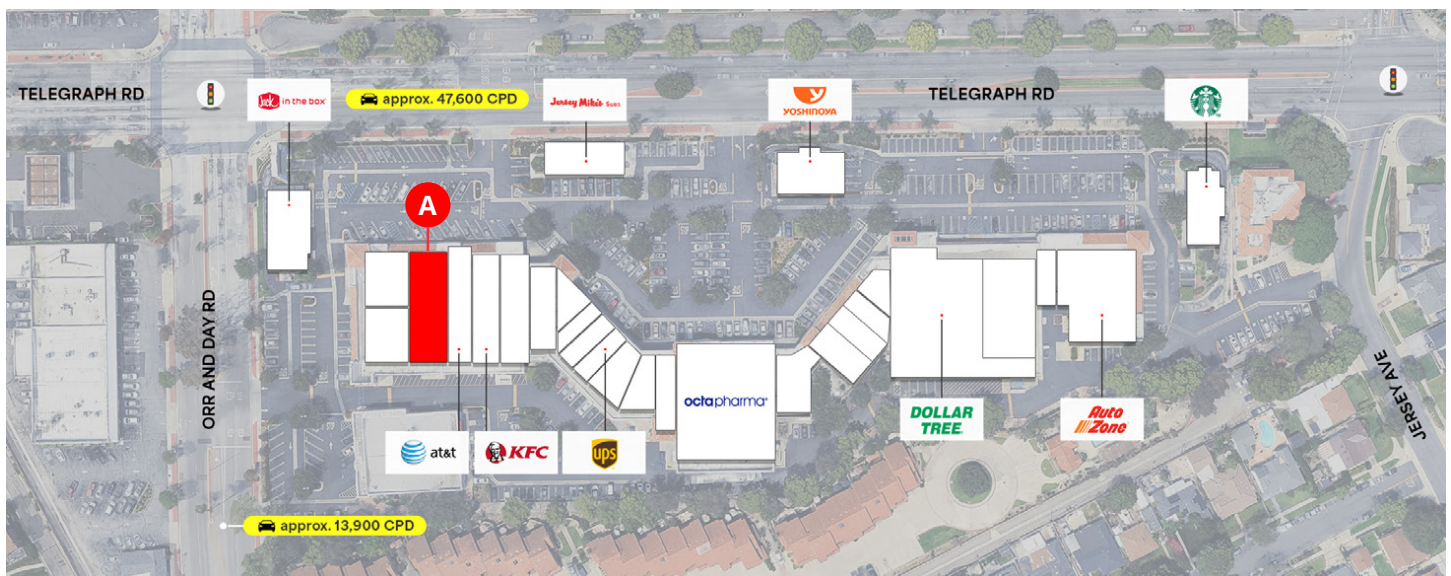 TELEGRAPH RD
Jack in the box
approx. 47,600 CPD
Jersey Mike's Subs
YOSHINOYA
TELEGRAPH RD
A
ORR AND DAY RD
at&t
KFC
ups
octapharma
DOLLAR
TREE
Auto
Zone
JERSEY AVE
approx. 13,900 CPD